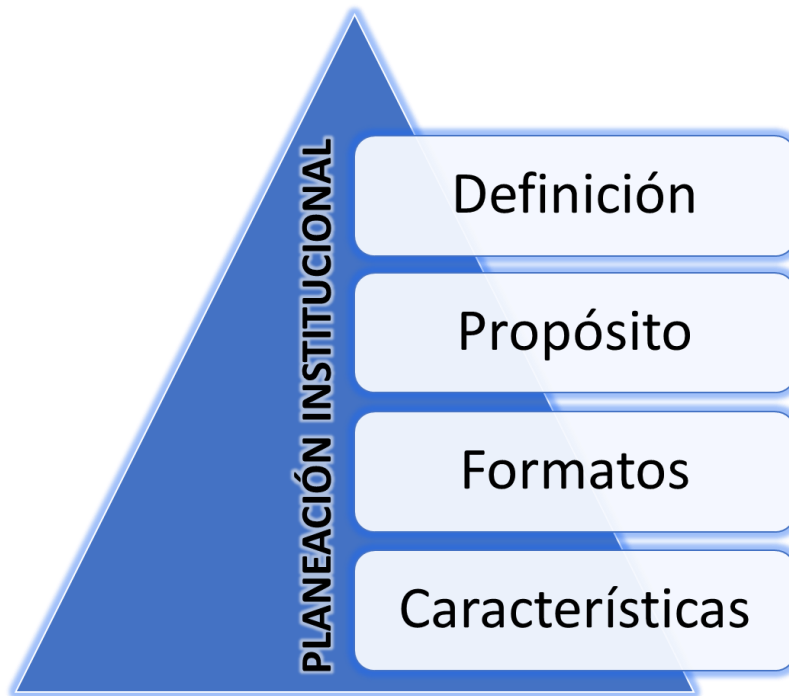 PLANEACIÓN INSTITUCIONAL
Definición
Propósito
Formatos
Características